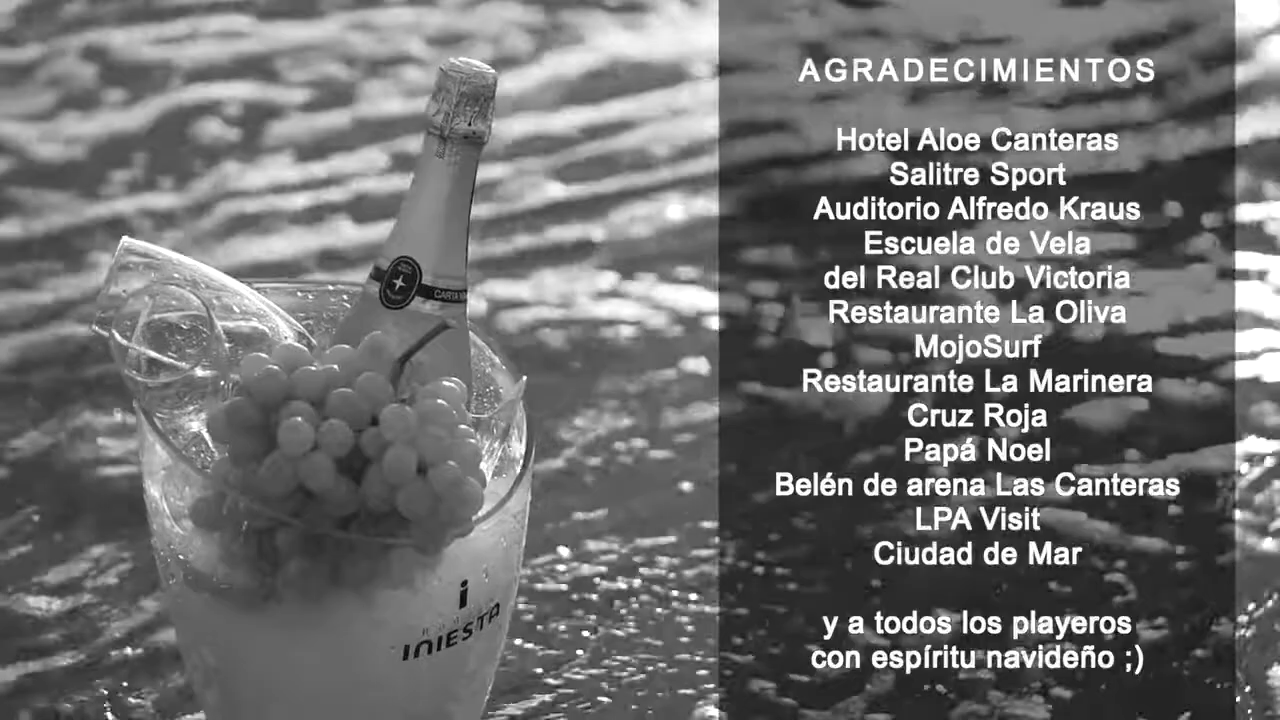 AGRADECIMIENTOS
Hotel Aloe Canteras
Salitre Sport
Auditorio Alfredo Kraus
Escuela de Vela
del Real Club Victoria
Restaurante La Oliva
MojoSurf
Restaurante La Marinera
Cruz Roja
Papá Noel
Belén de arena Las Canteras
LPA Visit
Ciudad de Mar
y a todos los playeros
con espíritu navideño ;)
CARTA
i
INIESTA